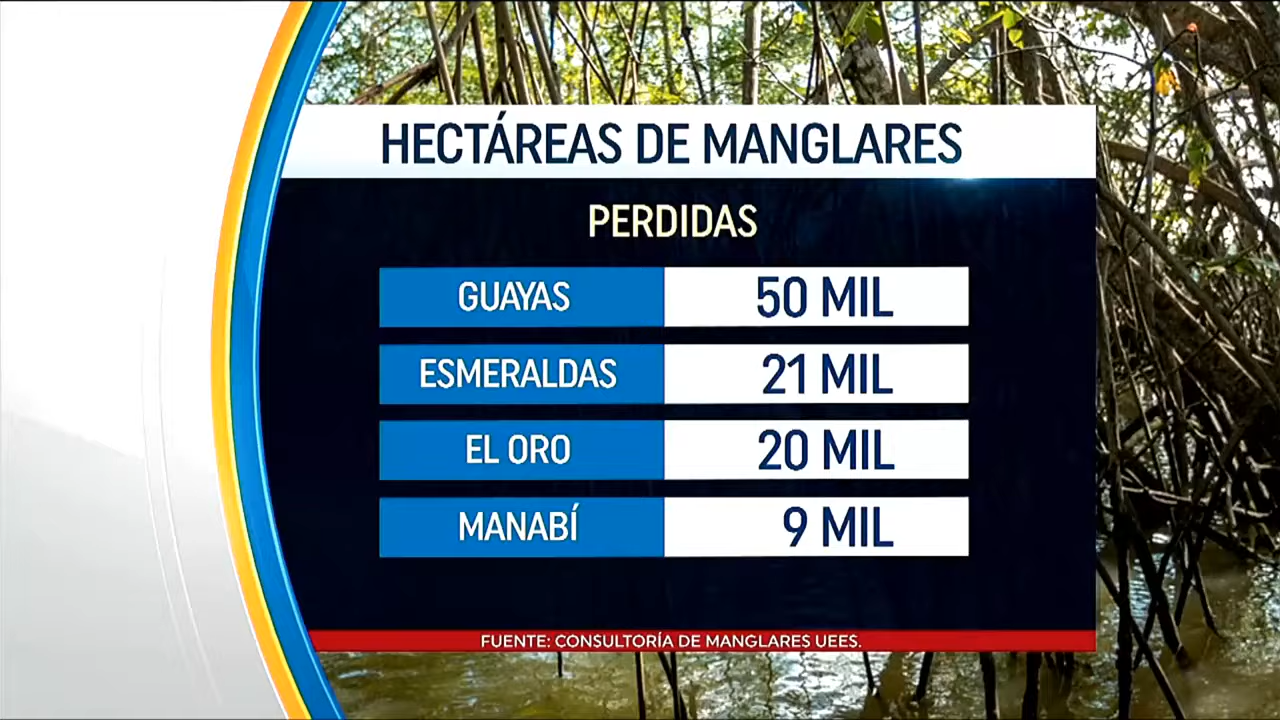 HECTÁREAS DE MANGLARES
PERDIDAS
GUAYAS 50 MIL
ESMERALDAS 21 MIL
EL ORO 20 MIL
MANABÍ 9 MIL
FUENTE: CONSULTORÍA DE MANGLARES UEES.